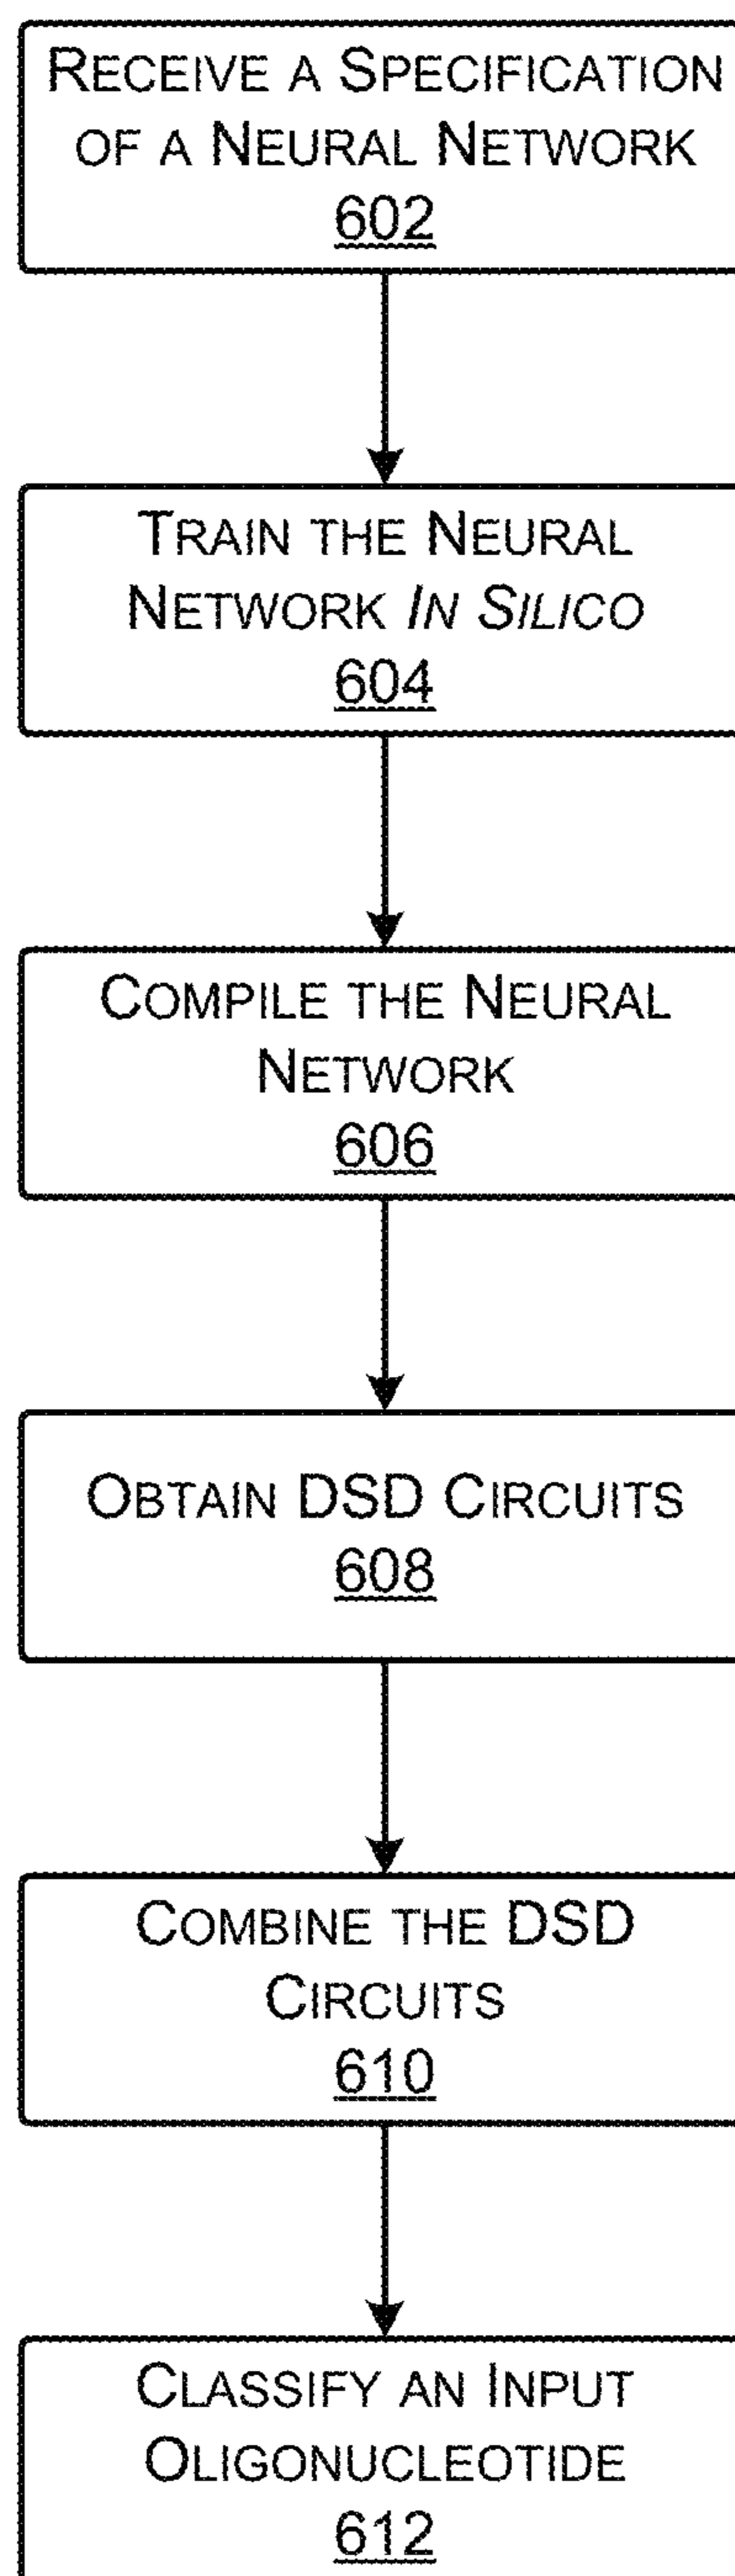 RECEIVE A SPECIFICATION
OF A NEURAL NETWORK
602
TRAIN THE NEURAL
NETWORK IN SILICO
604
COMPILE THE NEURAL
NETWORK
606
OBTAIN DSD CIRCUITS
608
COMBINE THE DSD
CIRCUITS
610
CLASSIFY AN INPUT
OLIGONUCLEOTIDE
612